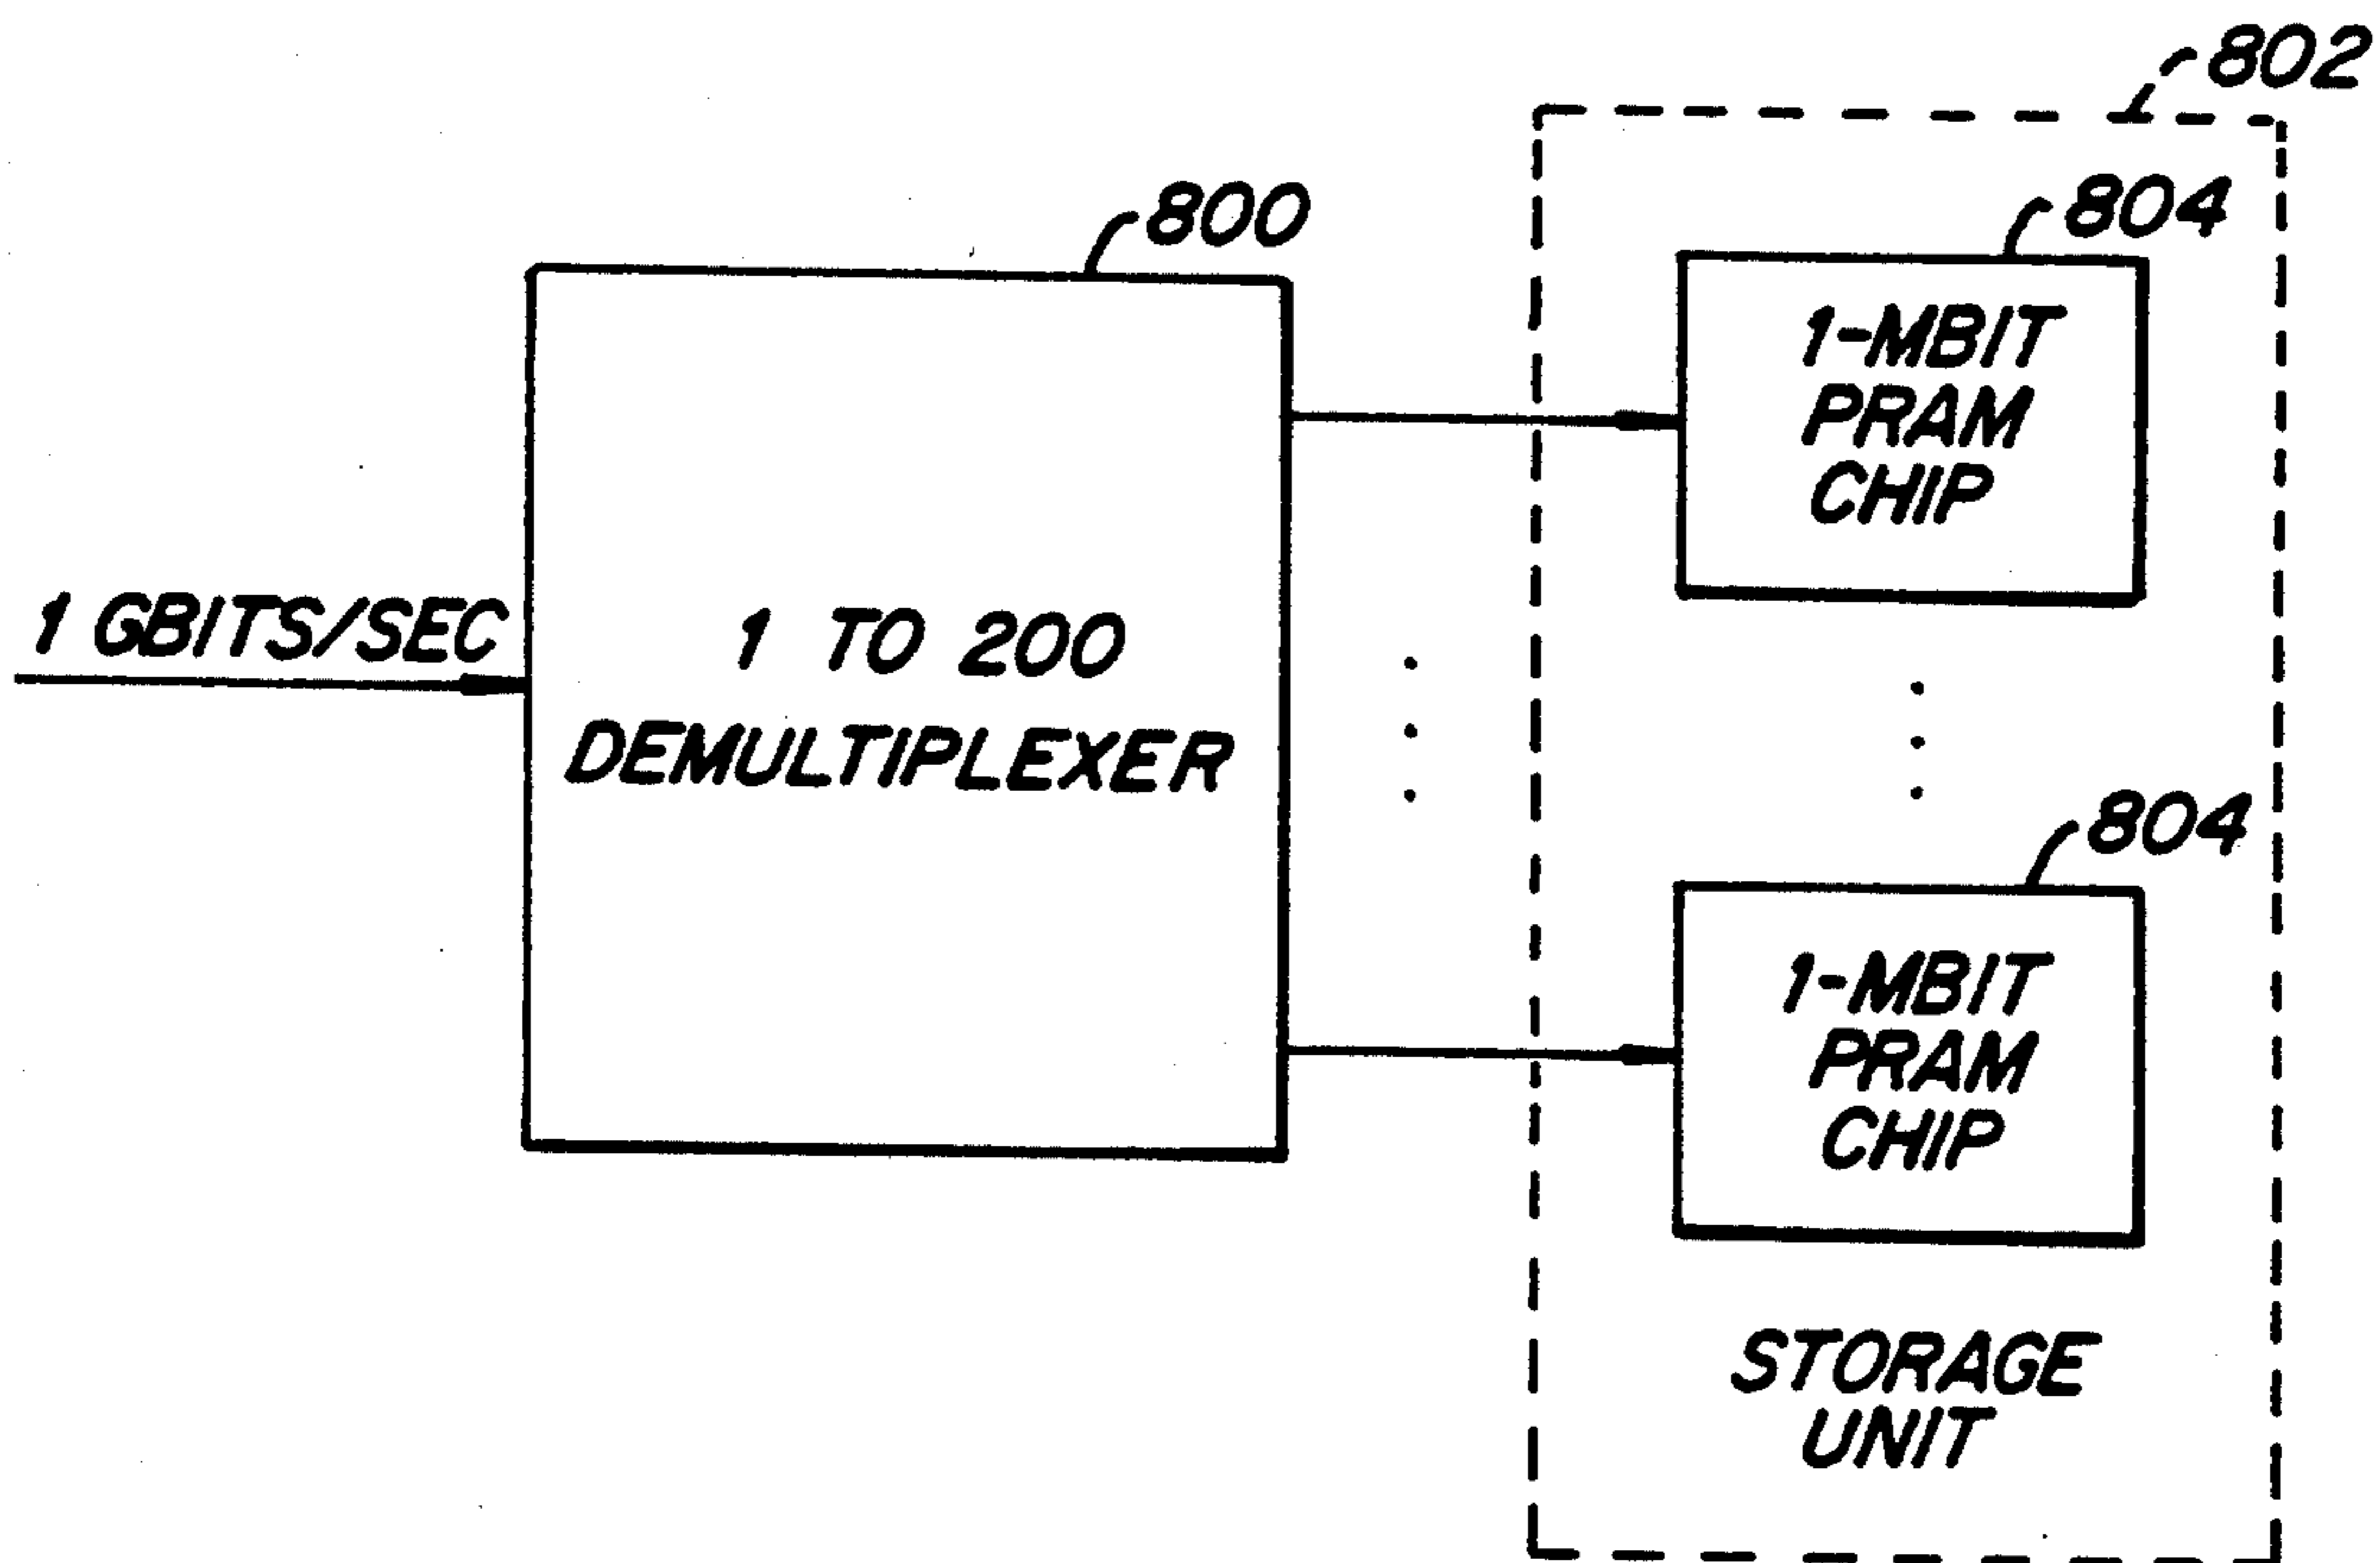 802
800
804
1-MBIT
PRAM
CHIP
1 GBITS/SEC
1 TO 200
DEMULTIPLEXER
804
1-MBIT
PRAM
CHIP
STORAGE
UNIT